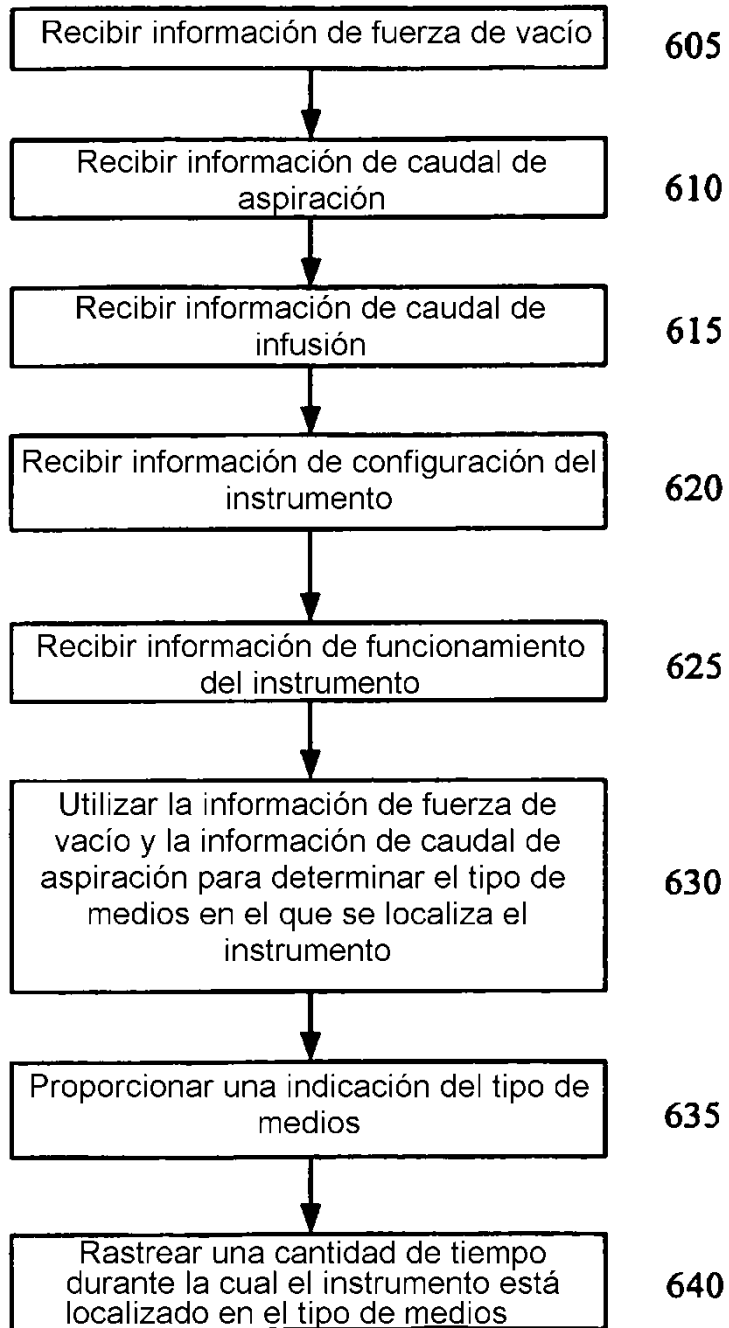 Recibir información de fuerza de vacío
605
Recibir información de caudal de
aspiración
610
Recibir información de caudal de
infusión
615
Recibir información de configuración del
instrumento
620
Recibir información de funcionamiento
del instrumento
625
Utilizar la información de fuerza de
vacío y la información de caudal de
aspiración para determinar el tipo de
medios en el que se localiza el
instrumento
630
Proporcionar una indicación del tipo de
medios
635
Rastrear una cantidad de tiempo
durante la cual el instrumento está
localizado en el tipo de medios
640